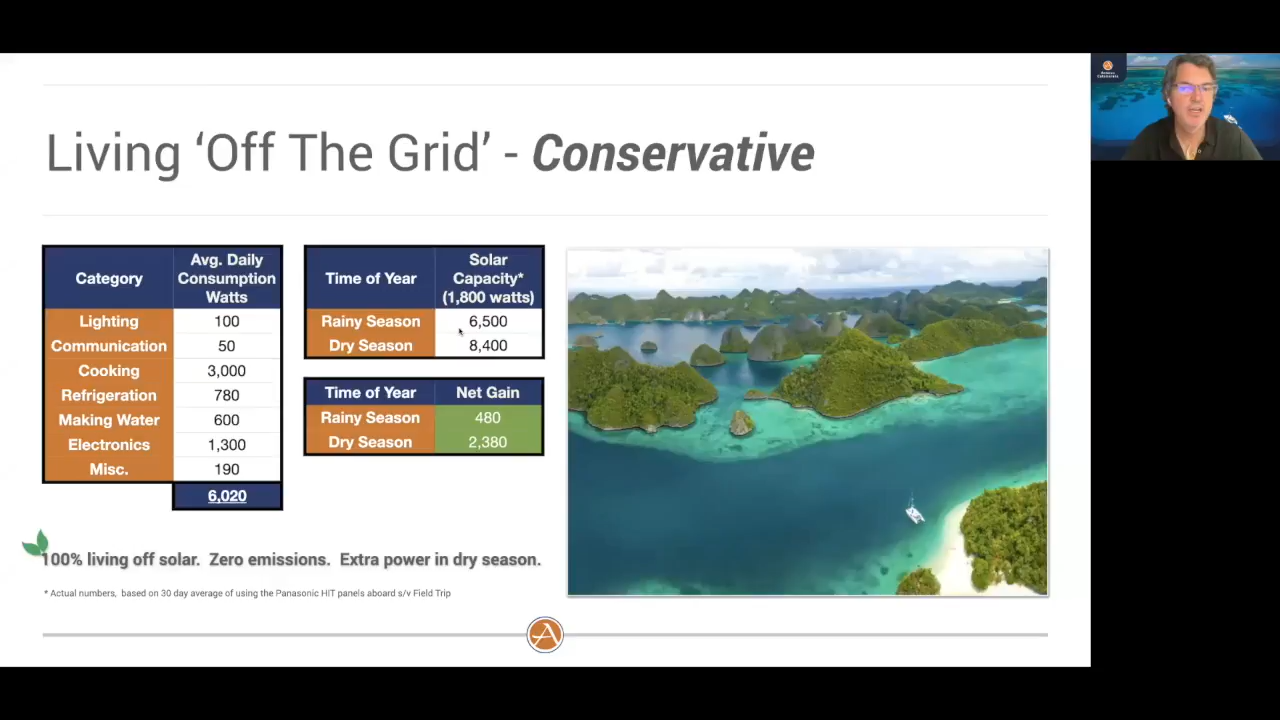 Living ‘Off The Grid’ - Conservative
Category
Avg. Daily
Consumption
Watts
Lighting 100
Communication 50
Cooking 3,000
Refrigeration 780
Making Water 600
Electronics 1,300
Misc. 190
6,020
Time of Year
Solar
Capacity*
(1,800 watts)
Rainy Season 6,500
Dry Season 8,400
Time of Year Net Gain
Rainy Season 480
Dry Season 2,380
100% living off solar. Zero emissions. Extra power in dry season.
* Actual numbers, based on 30 day average of using the Panasonic HIT panels aboard s/v Field Trip